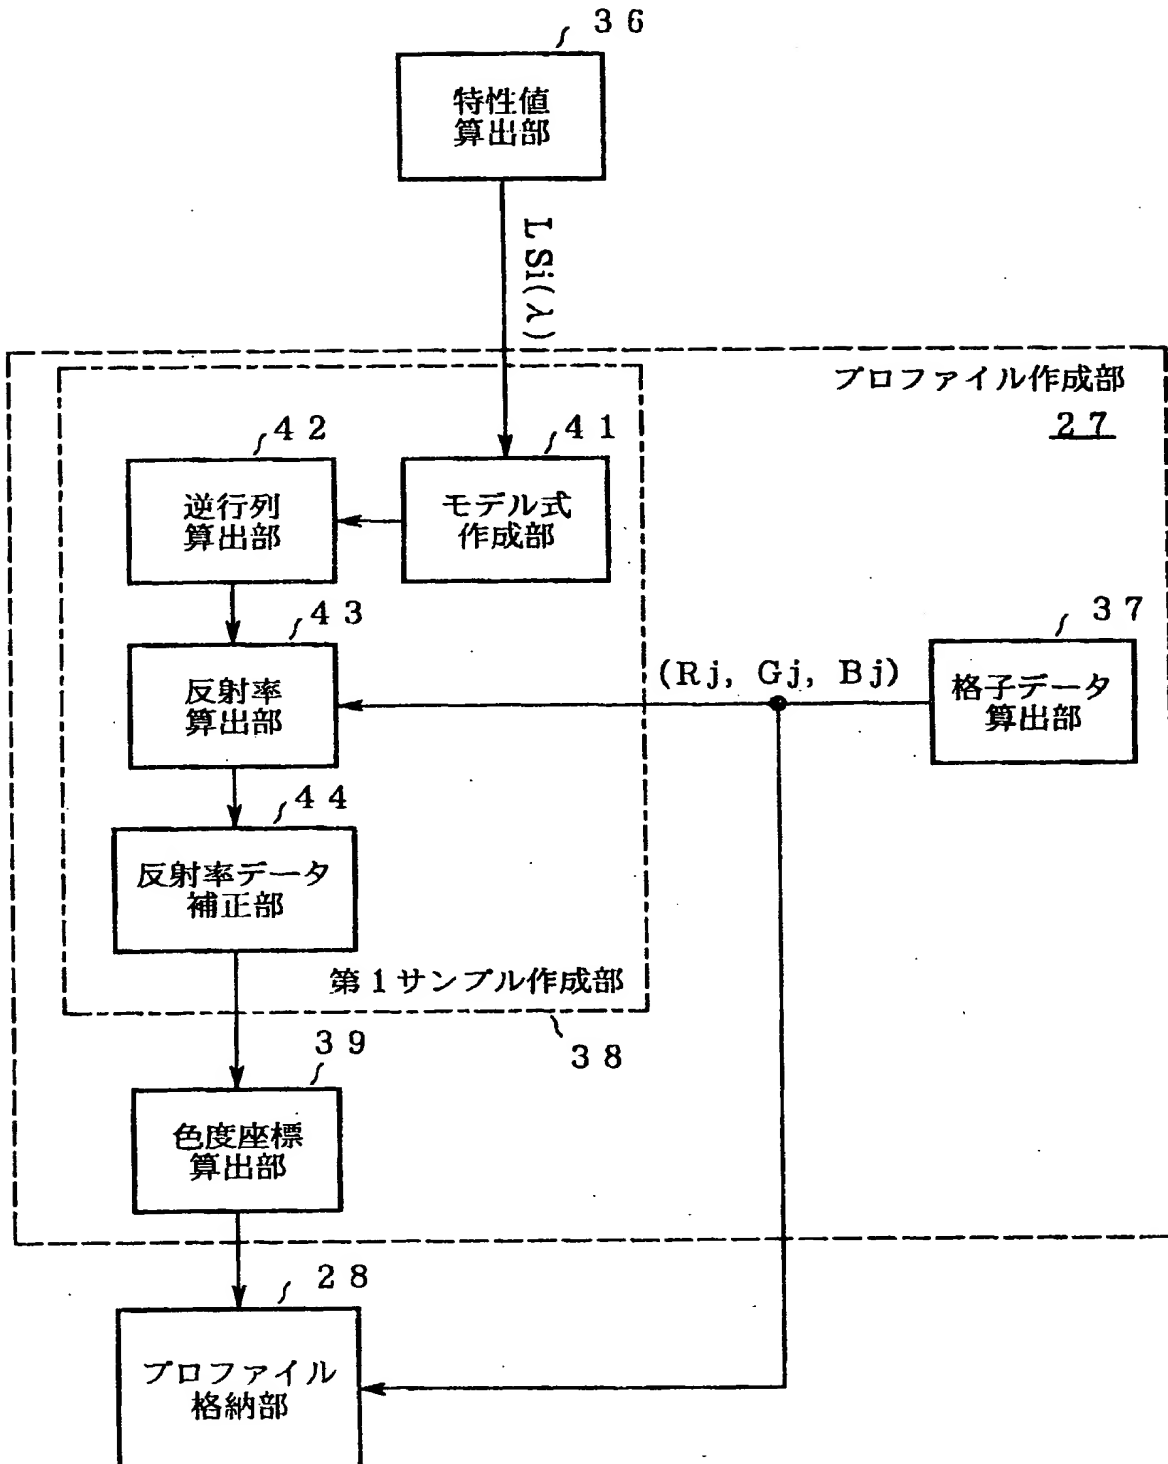 ３６
特性値
算出部
LSi(λ)
プロファイル作成部
２７
４２
４１
逆行列
算出部
モデル式
作成部
４３
３７
(Rj, Gj, Bj)
反射率
算出部
格子データ
算出部
４４
反射率データ
補正部
第１サンプル作成部
３９
３８
色度座標
算出部
２８
プロファイル
格納部